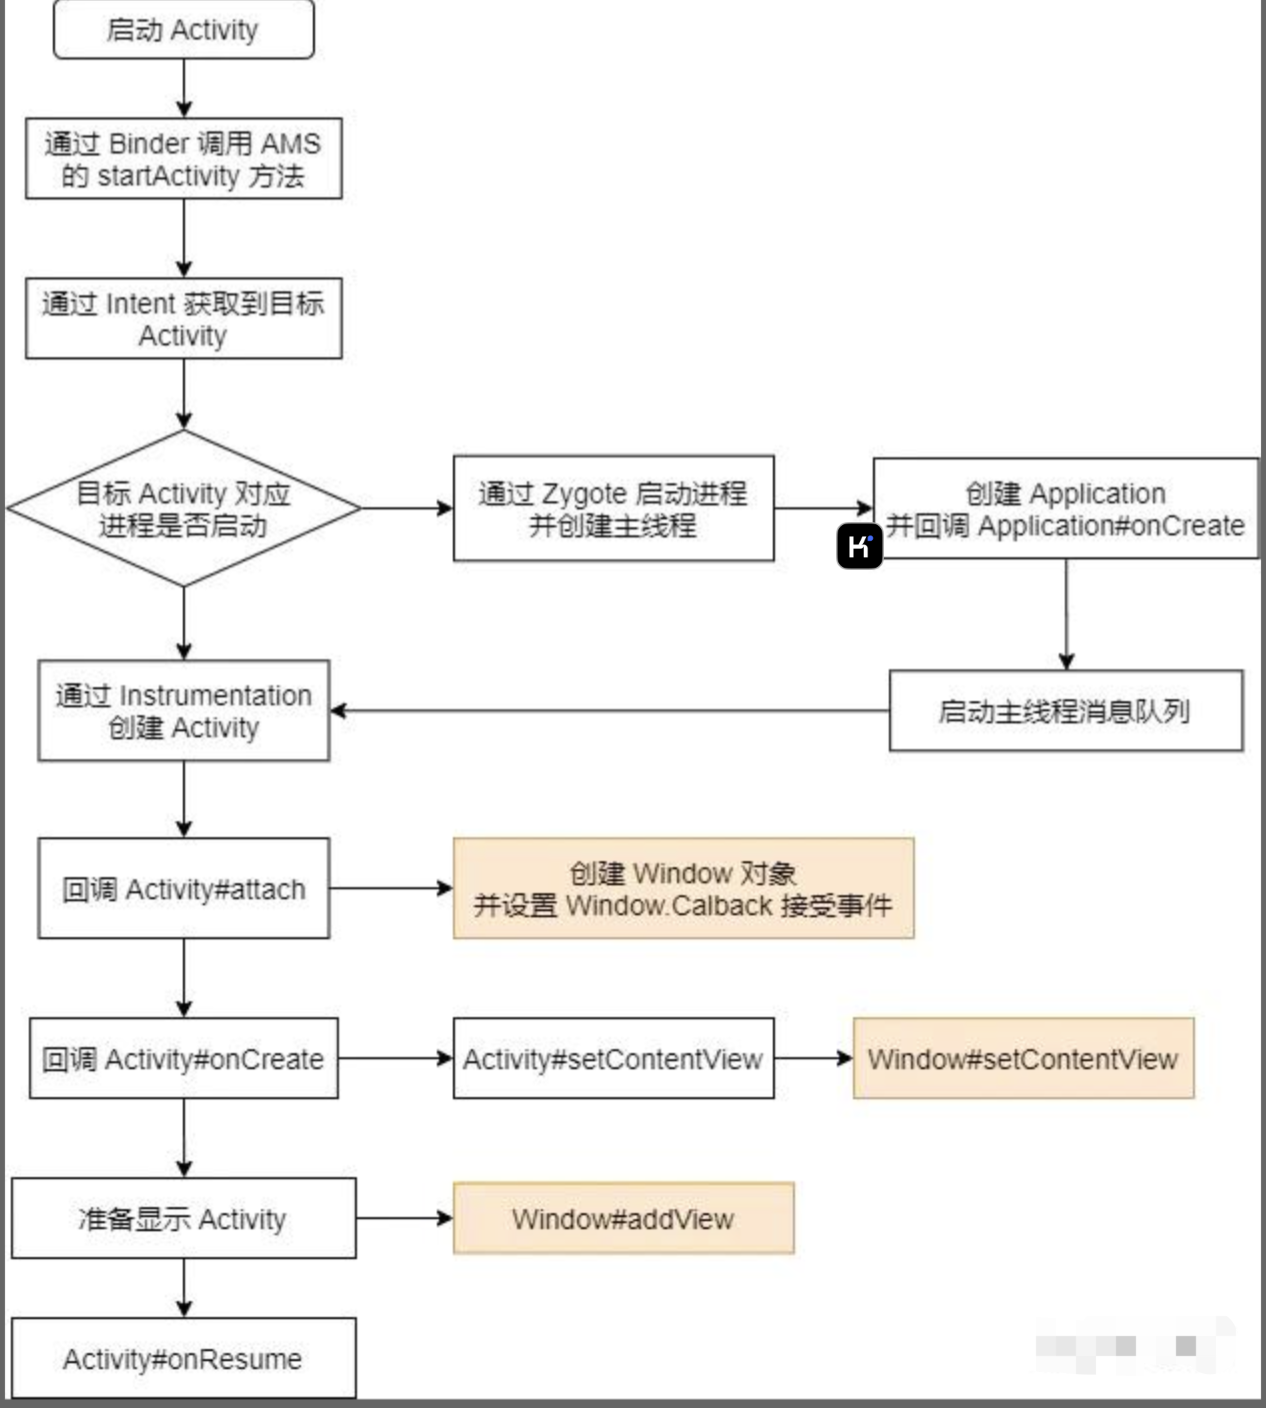 启动 Activity
通过 Binder 调用 AMS
的 startActivity 方法
通过 Intent 获取到目标
Activity
目标 Activity 对应
进程是否启动
通过 Zygote 启动进程
并创建主线程
创建 Application
并回调 Application#onCreate
K
通过 Instrumentation
创建 Activity
启动主线程消息队列
回调 Activity#attach
创建 Window 对象
并设置 Window.Calback 接受事件
回调 Activity#onCreate
Activity#setContentView
Window#setContentView
准备显示 Activity
Window#addView
Activity#onResume